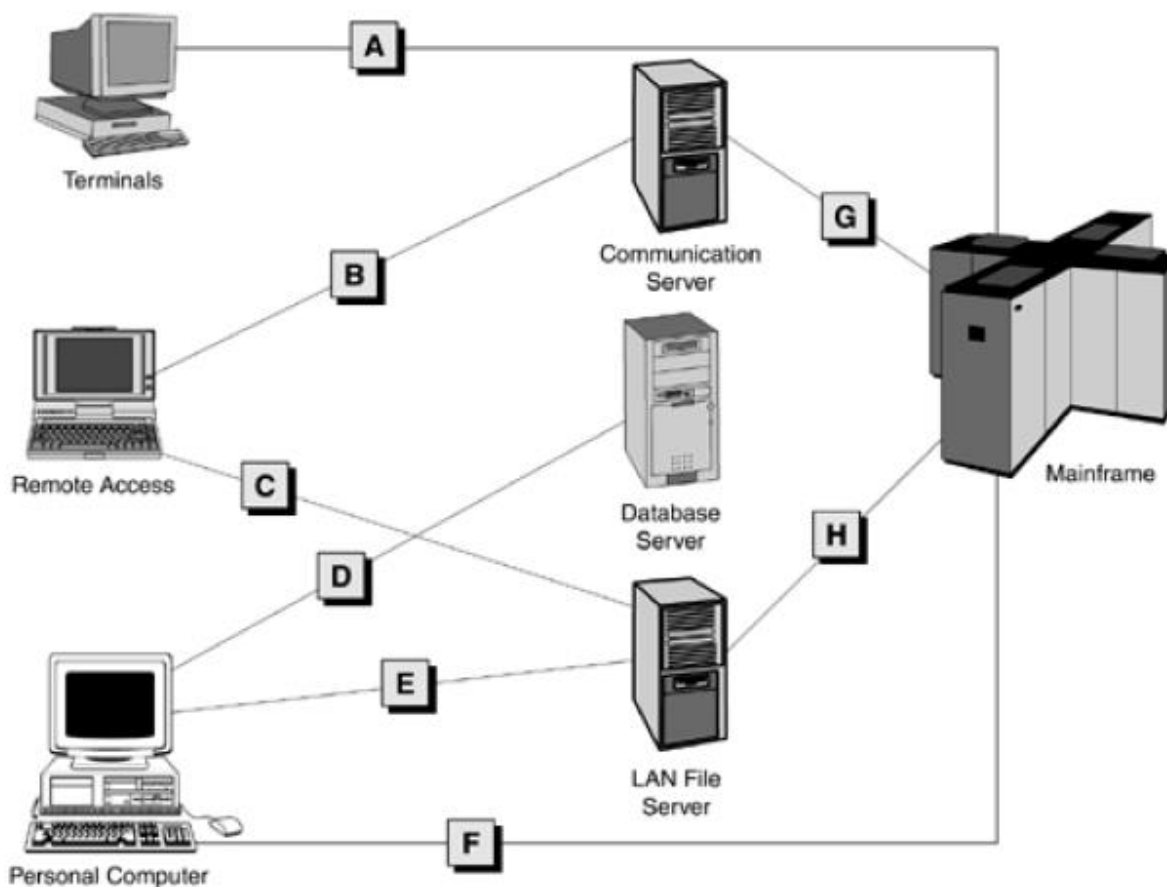 A
Terminals
B
Communication
Server
G
Remote Access
C
Database
Server
Mainframe
D
H
E
LAN File
Server
F
Personal Computer